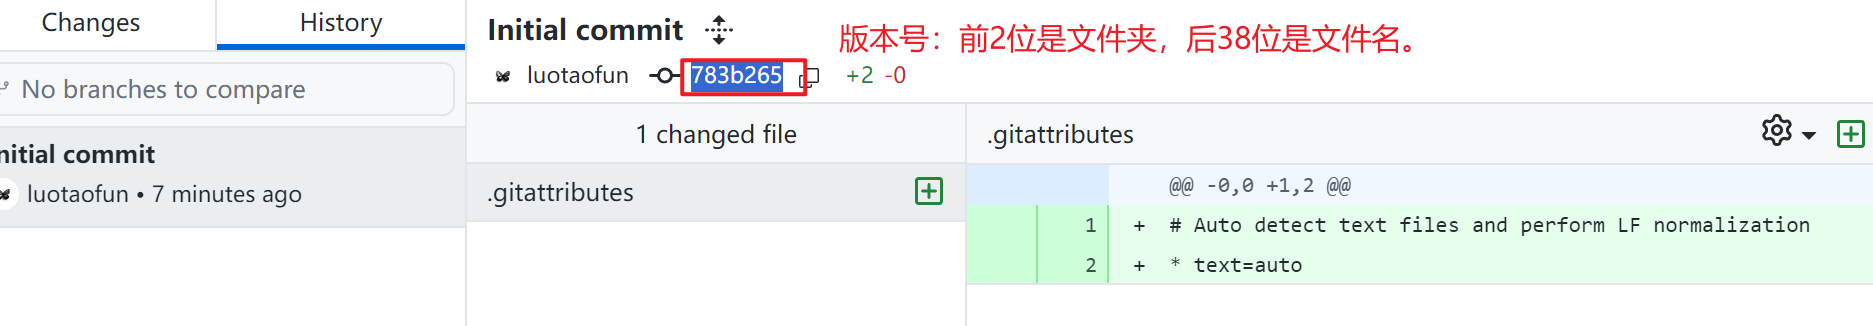 Changes
History
No branches to compare
nitial commit
luotaofun • 7 minutes ago
Initial commit
版本号：前2位是文件夹，后38位是文件名。
luotaofun 783b265 +2 -0
1 changed file
.gitattributes
.gitattributes
@@ -0,0 +1,2 @@
1 + # Auto detect text files and perform LF normalization
2 + * text=auto